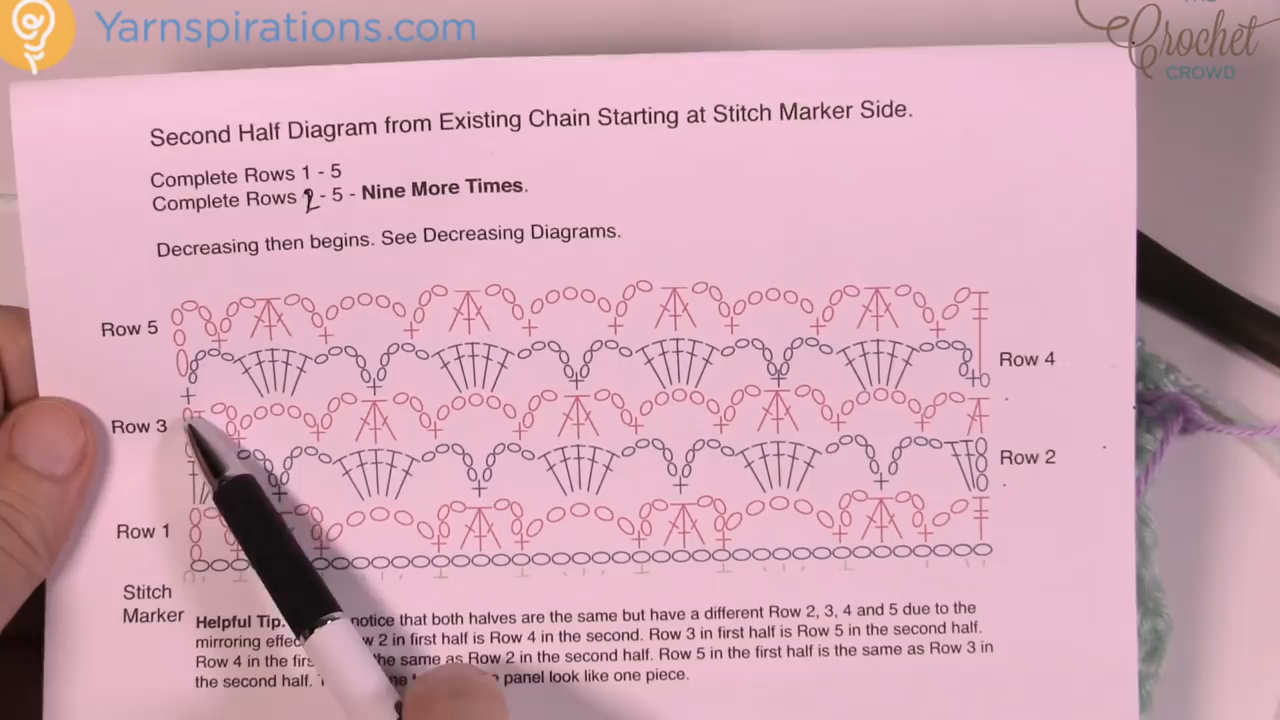 Yarnspirations.com
THE
Crochet
CROWD
Second Half Diagram from Existing Chain Starting at Stitch Marker Side.
Complete Rows 1 - 5
Complete Rows 2 - 5 - Nine More Times.
Decreasing then begins. See Decreasing Diagrams.
Row 5
Row 4
Row 3
Row 2
Row 1
Stitch
Marker
Helpful Tip. notice that both halves are the same but have a different Row 2, 3, 4 and 5 due to the
mirroring 2 in first half is Row 4 in the second. Row 3 in first half is Row 5 in the second half.
Row 4 in the the same as Row 2 in the second half. Row 5 in the first half is the same as Row 3 in
the second half. panel look like one piece.